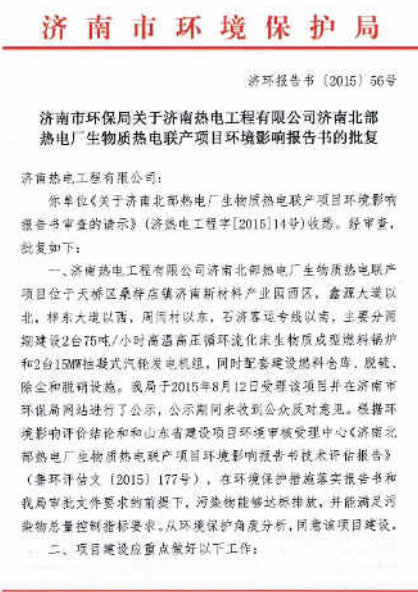 济南市环境保护局
济环报告书〔2015〕56号
济南市环保局关于济南热电工程有限公司济南北部
热电厂生物质热电联产项目环境影响报告书的批复
济南热电工程有限公司:
你单位《关于济南北部热电厂生物质热电联产项目环境影响
报告书审查的请示》(济热电工程字[2015]14号)收悉。经审查,
批复如下:
一、济南热电工程有限公司济南北部热电厂生物质热电联产
项目位于天桥区桑梓店镇济南新材料产业园西区,鑫源大道以
北,梓东大道以西,周闫村以东,石济客运专线以南,主要分两
期建设2台75吨/小时高温高压循环流化床生物质成型燃料锅炉
和2台15MW抽凝式汽轮发电机组,同时配套建设燃料仓库、脱硫、
除尘和脱硝设施。我局于2015年8月12日受理该项目并在济南市
环保局网站进行了公示,公示期间未收到公众反对意见。根据环
境影响评价结论和和山东省建设项目环境审核受理中心《济南北
部热电厂生物质热电联产项目环境影响报告书技术评估报告》
(鲁环评估文〔2015〕177号),在环境保护措施落实报告书和
我局审批文件要求的前提下,污染物能够达标排放,并能满足污
染物总量控制指标要求。从环境保护角度分析,同意该项目建设。
二、项目建设应重点做好以下工作: